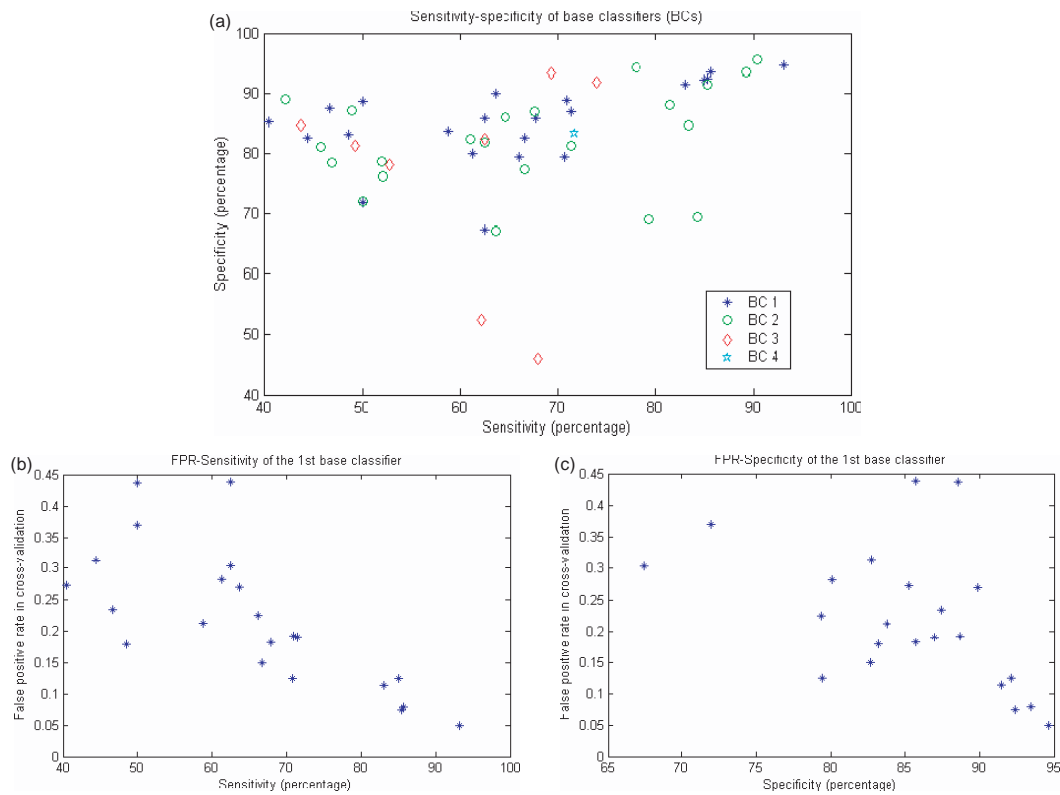 (a)
Sensitivity-specificity of base classifiers (BCs)
100
90
80
70
60
50
40
Specificity (percentage)
BC 1
BC 2
BC 3
BC 4
40 50 60 70 80 90 100
Sensitivity (percentage)
(b)
FPR-Sensitivity of the 1st base classifier
0.45
0.4
0.35
0.3
0.25
0.2
0.15
0.1
0.05
0
False positive rate in cross-validation
40 50 60 70 80 90 100
Sensitivity (percentage)
(c)
FPR-Specificity of the 1st base classifier
0.45
0.4
0.35
0.3
0.25
0.2
0.15
0.1
0.05
0
False positive rate in cross-validation
65 70 75 80 85 90 95
Specificity (percentage)